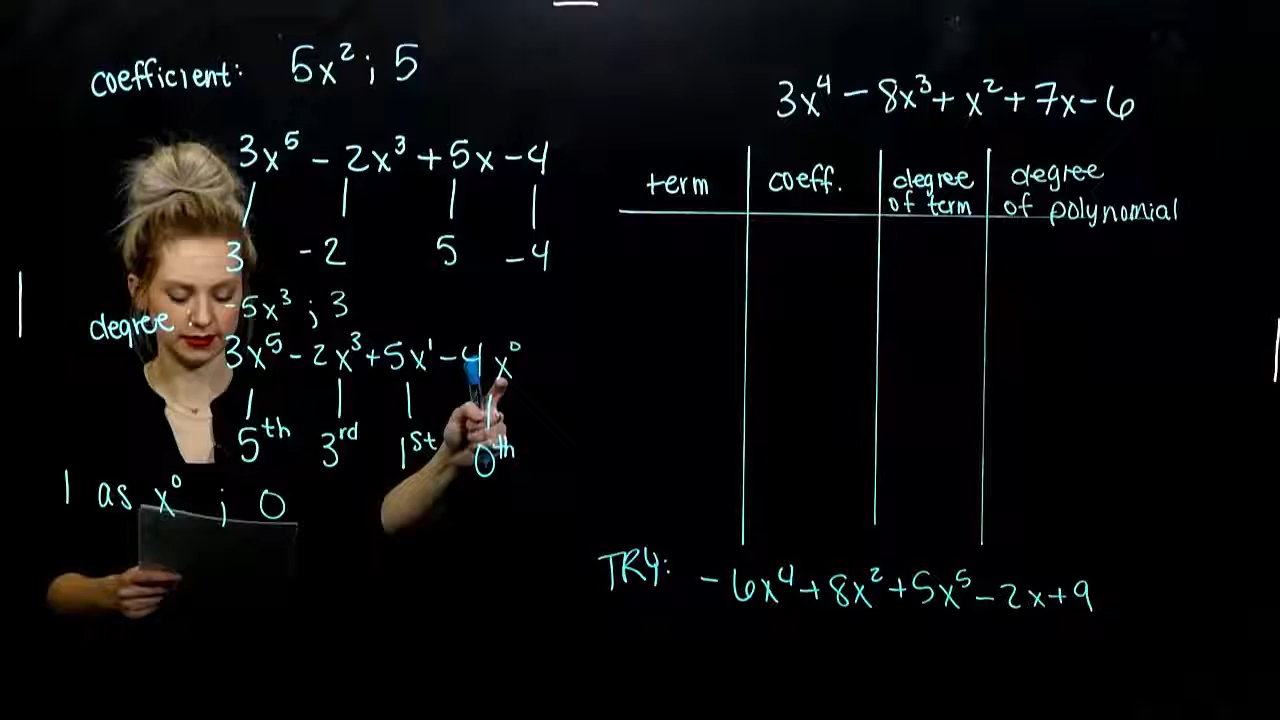 coefficient: 5x² ; 5
3x⁵ - 2x³ + 5x - 4
3 -2 5 -4
degree: -5x³ ; 3
3x⁵ - 2x³ + 5x¹ - 4x⁰
5th 3rd 1st 0th
1 as x⁰ ; 0
3x⁴ - 8x³ + x² + 7x - 6
term coeff. degree of term degree of polynomial
TRY: -6x⁴ + 8x² + 5x⁵ - 2x + 9